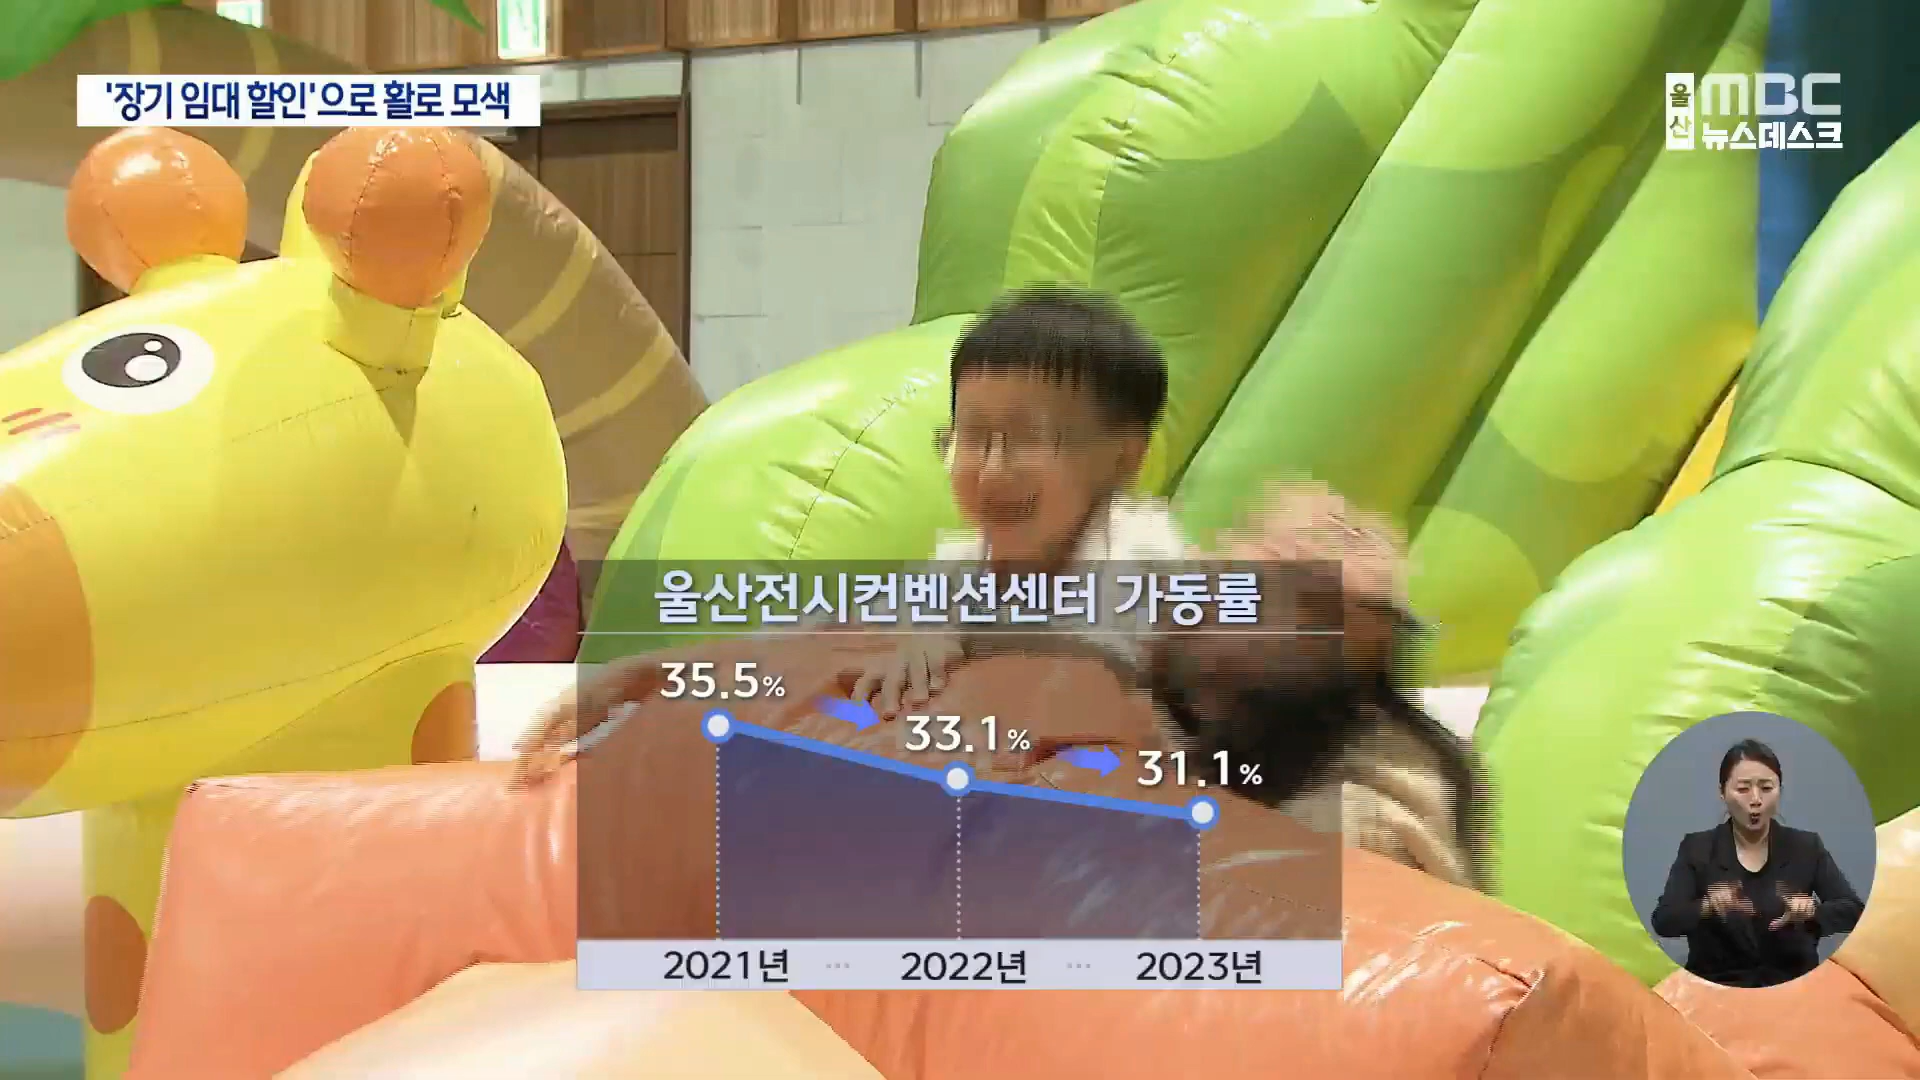 '장기 임대 할인'으로 활로 모색
울산 MBC
뉴스데스크
울산전시컨벤션센터 가동률
35.5%
33.1%
31.1%
2021년 ··· 2022년 ··· 2023년